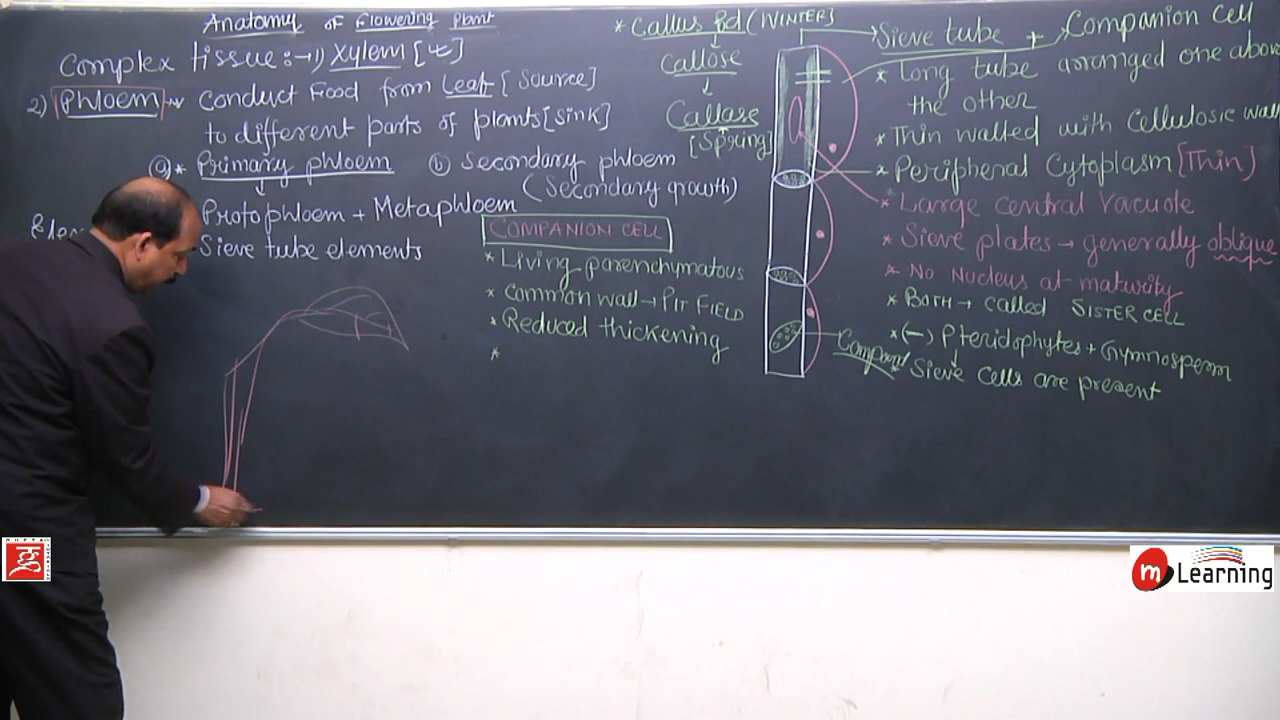 Anatomy of Flowering Plant
Complex tissue:→1) Xylem [
2) Phloem → Conduct Food from Leaf [Source]
to different parts of plants [Sink]
a) * Primary phloem b) Secondary phloem
(Secondary growth)
↓
Protophloem + Metaphloem
Sieve tube elements
* Callus Pad (WINTER)
↓
Callose
↓
Callase
[Spring]
COMPANION CELL
* Living parenchymatous
* Common wall → PIT FIELD
* Reduced thickening
*
→ Sieve tube + Companion Cell
* Long tube arranged one above
the other
* Thin walled with Cellulosic wall
* Peripheral Cytoplasm [Thin]
* Large central Vacuole
* Sieve plates → generally oblique
* No Nucleus at maturity
* BOTH → called SISTER CELL
* (-) Pteridophytes + Gymnosperm
↓
Sieve Cells are present
m Learning